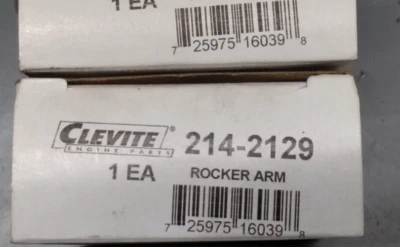 1 EA
7 25975 16039 8
CLEVITE® 214-2129
ENGINE PARTS
1 EA ROCKER ARM
7 25975 16039 8